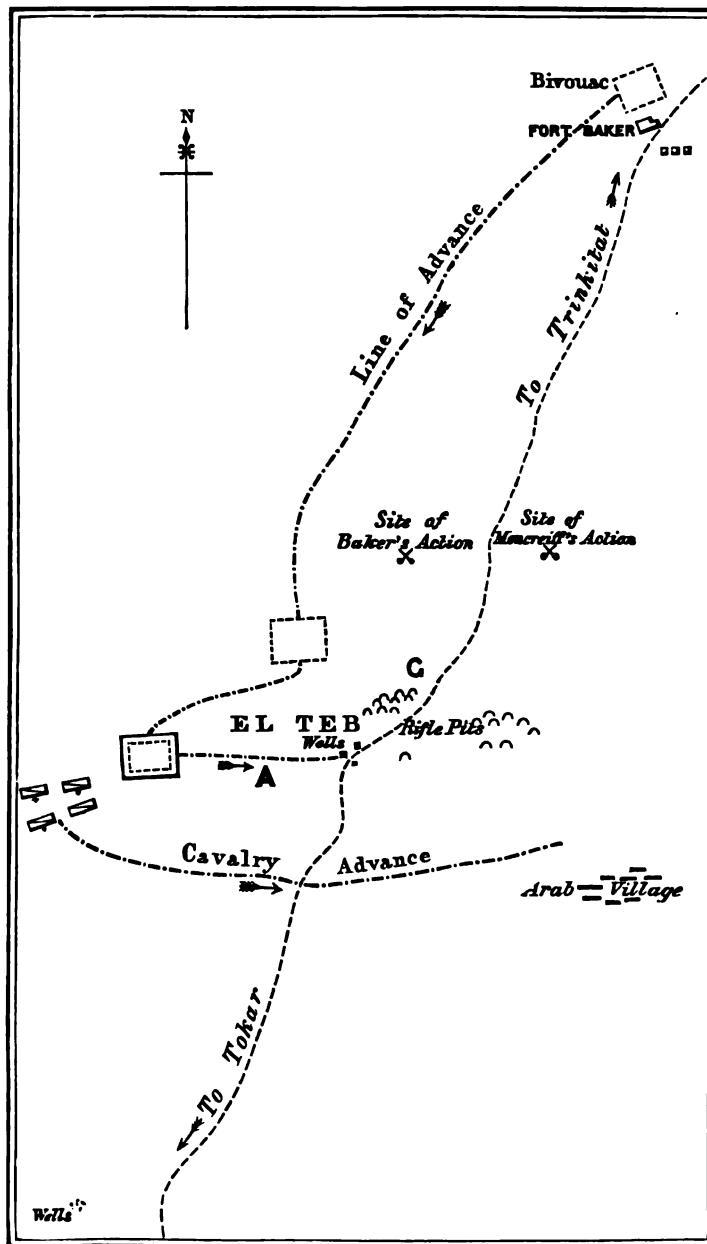 Bivouac
FORT BAKER
N
Line of Advance
To Trinkitat
Site of
Baker's Action
Site of
Moncreiff's Action
C
EL TEB
Wells
Rifle Pits
A
Cavalry Advance
Arab Village
To Tokar
Wells